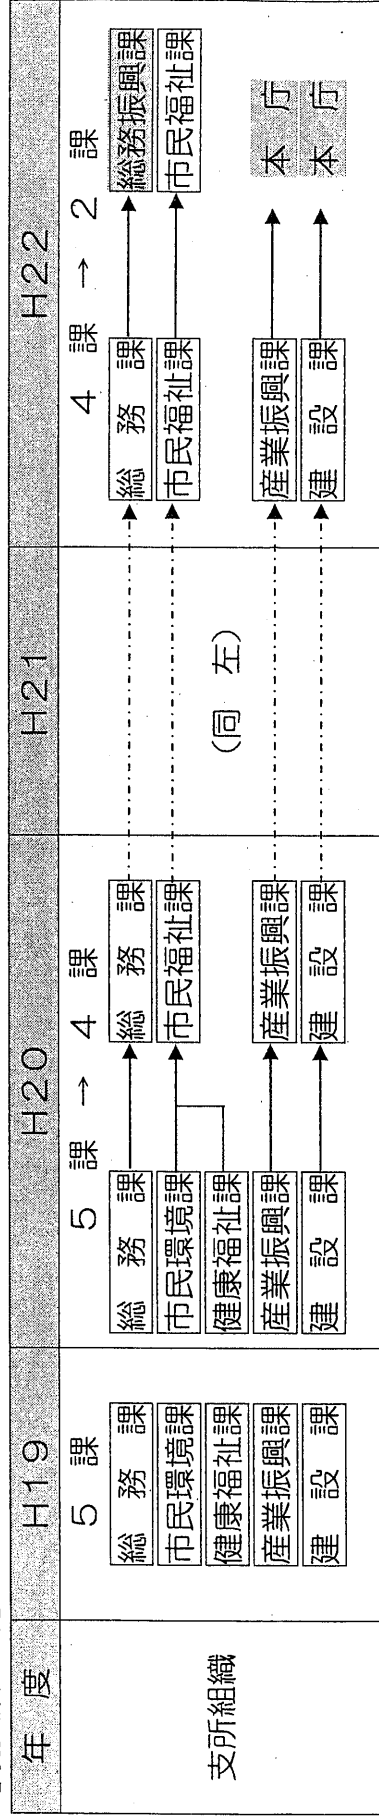 年 度
H19
H20
H21
H22
支所組織
5 課
総 務 課
市民環境課
健康福祉課
産業振興課
建 設 課
5 課 → 4 課
総 務 課
市民環境課
健康福祉課
産業振興課
建 設 課
総 務 課
市民福祉課
産業振興課
建 設 課
(同 左)
4 課 → 2 課
総 務 課
市民福祉課
産業振興課
建 設 課
総務振興課
市民福祉課
本 庁
本 庁